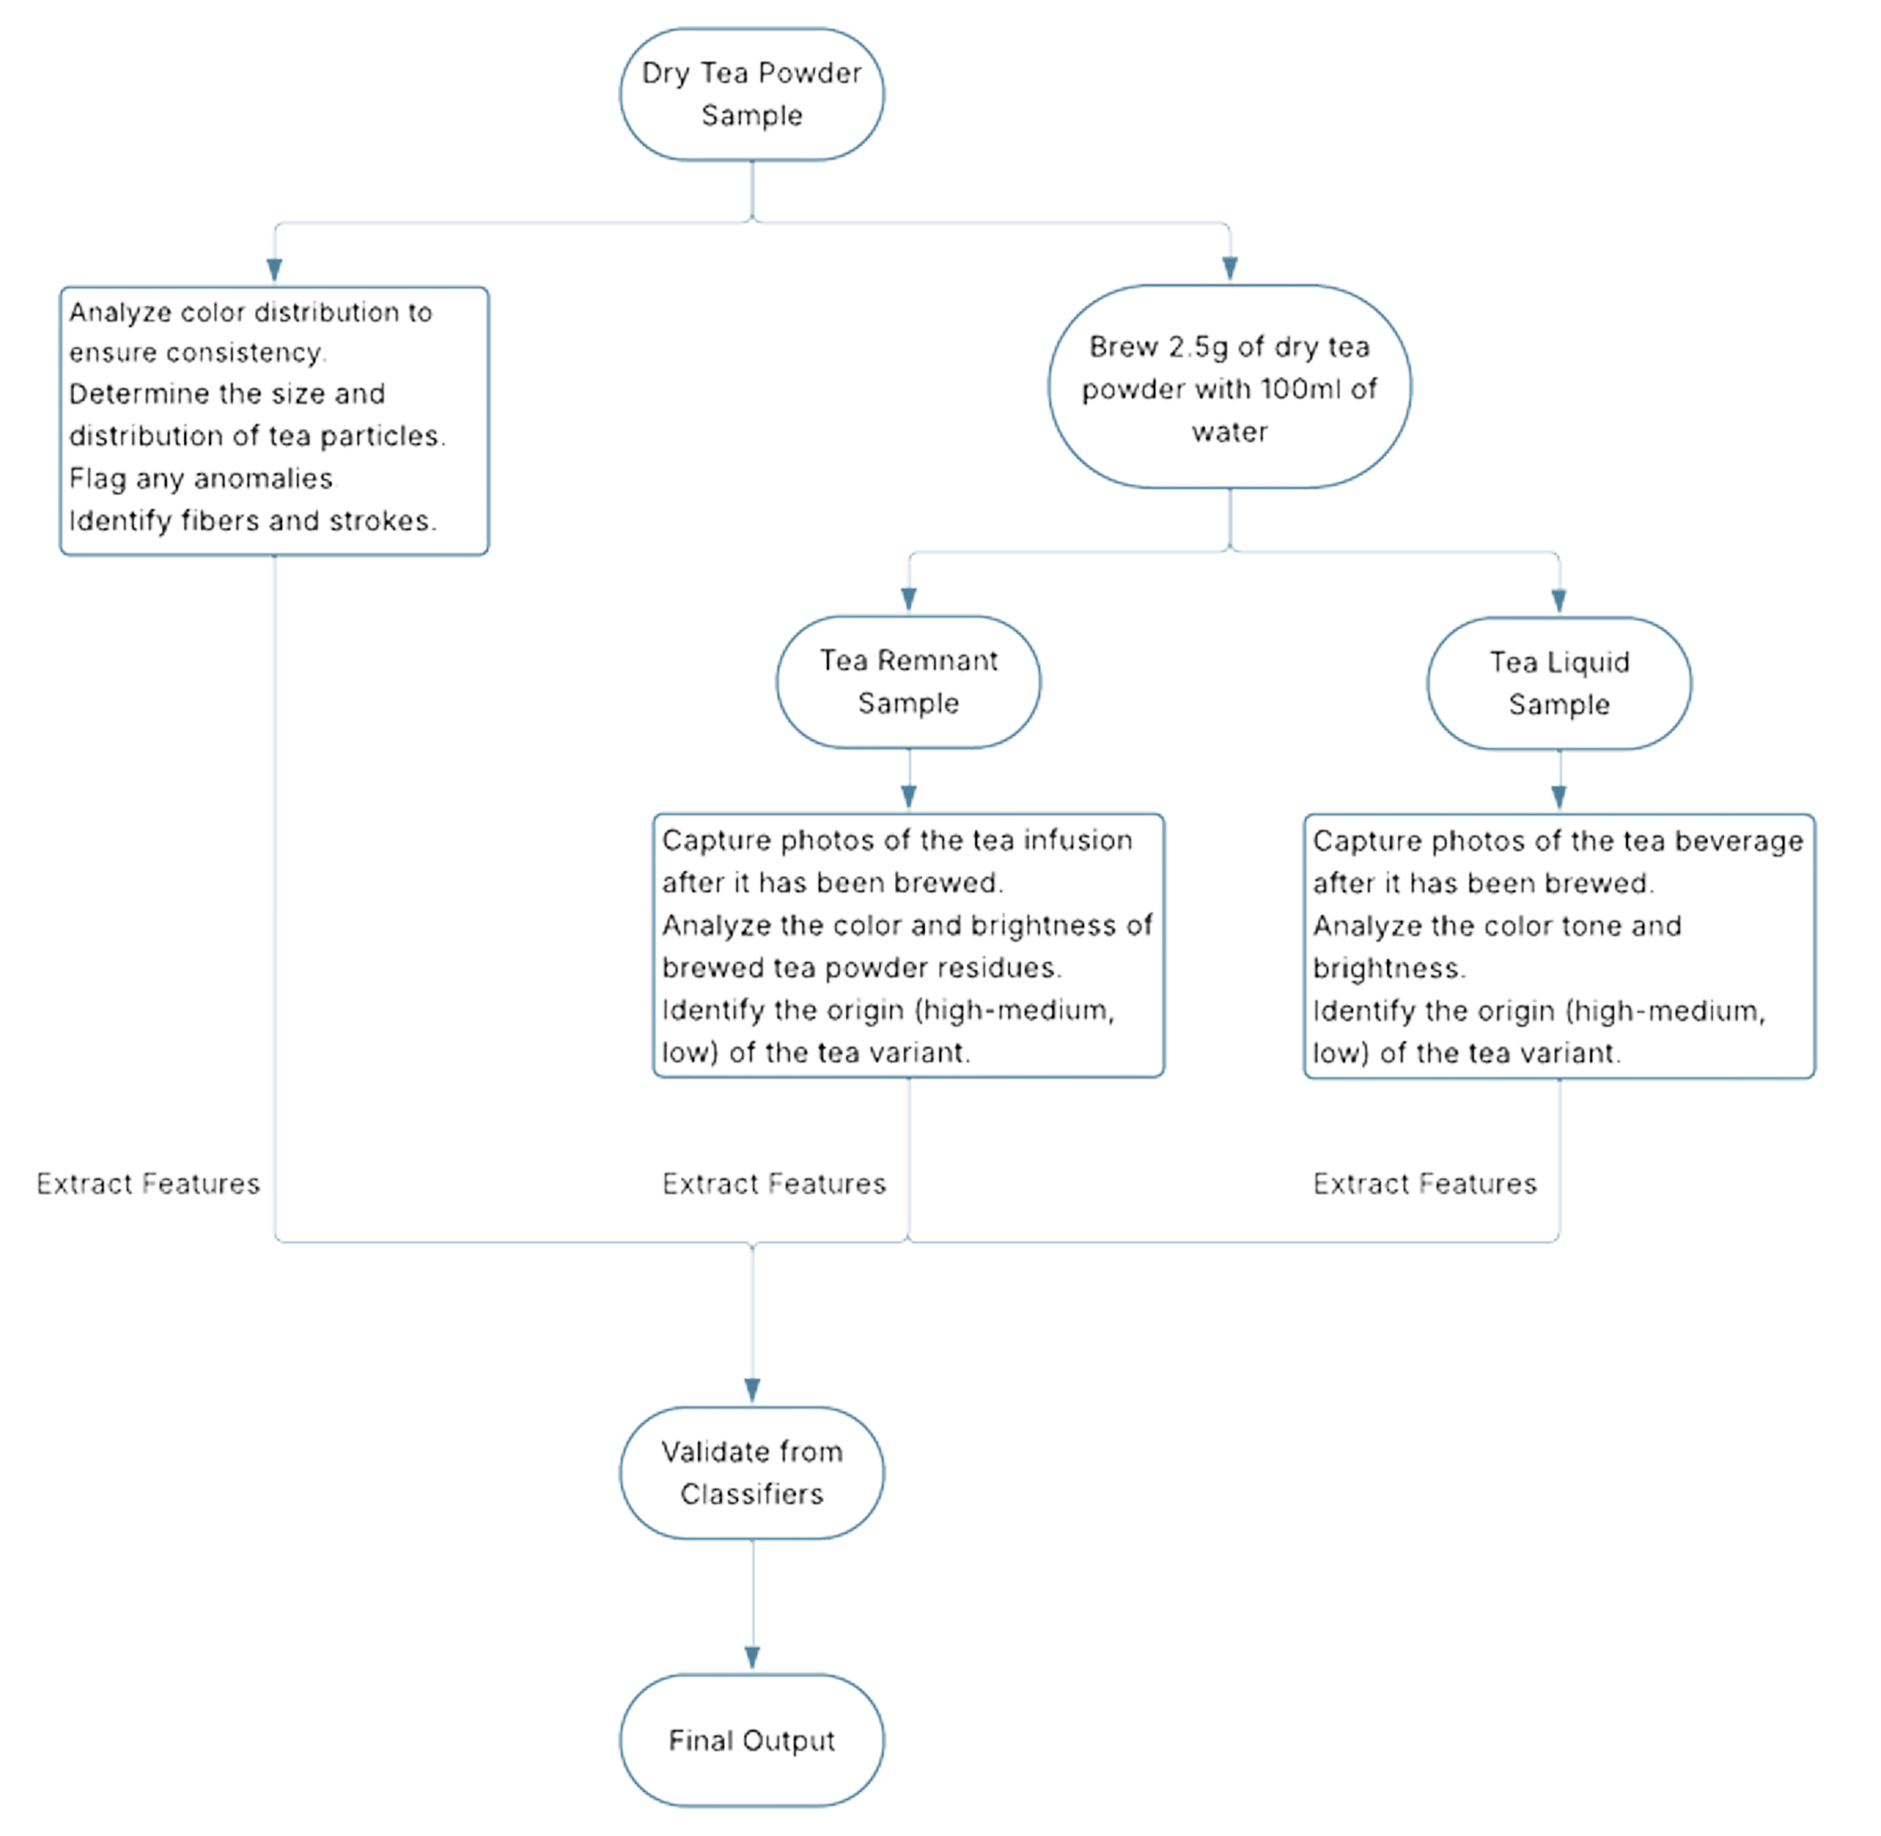 Dry Tea Powder
Sample
Analyze color distribution to
ensure consistency.
Determine the size and
distribution of tea particles.
Flag any anomalies.
Identify fibers and strokes.
Brew 2.5g of dry tea
powder with 100ml of
water
Tea Remnant
Sample
Tea Liquid
Sample
Capture photos of the tea infusion
after it has been brewed.
Analyze the color and brightness of
brewed tea powder residues.
Identify the origin (high-medium,
low) of the tea variant.
Capture photos of the tea beverage
after it has been brewed.
Analyze the color tone and
brightness.
Identify the origin (high-medium,
low) of the tea variant.
Extract Features
Extract Features
Extract Features
Validate from
Classifiers
Final Output